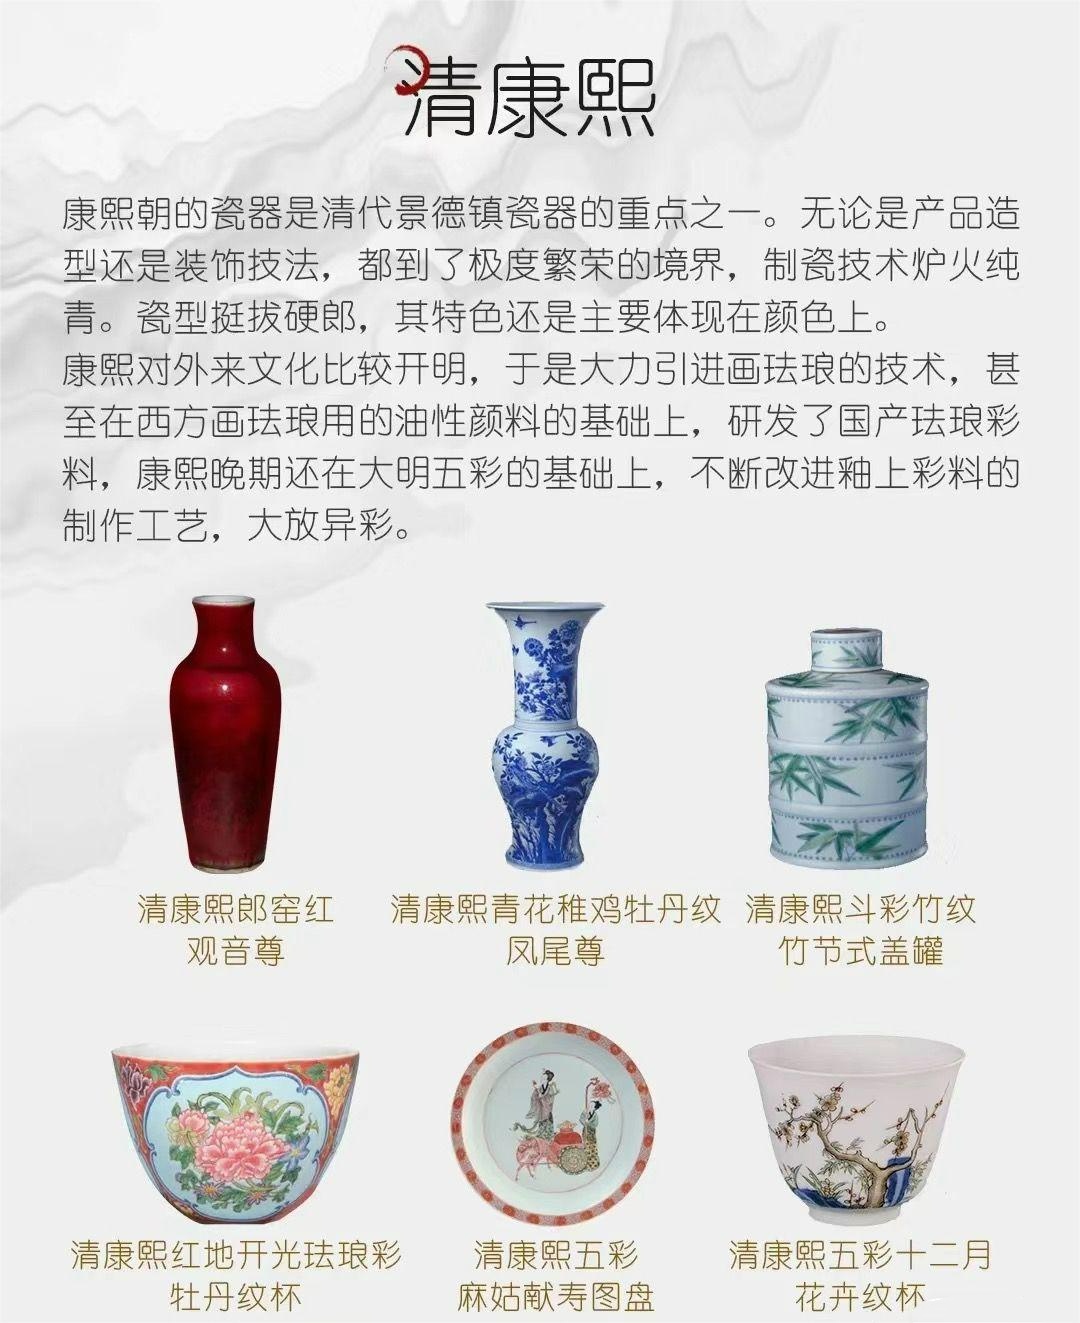 清康熙
康熙朝的瓷器是清代景德镇瓷器的重点之一。无论是产品造
型还是装饰技法，都到了极度繁荣的境界，制瓷技术炉火纯
青。瓷型挺拔硬郎，其特色还是主要体现在颜色上。
康熙对外来文化比较开明，于是大力引进画珐琅的技术，甚
至在西方画珐琅用的油性颜料的基础上，研发了国产珐琅彩
料，康熙晚期还在大明五彩的基础上，不断改进釉上彩料的
制作工艺，大放异彩。
清康熙郎窑红
观音尊
清康熙青花稚鸡牡丹纹
凤尾尊
清康熙斗彩竹纹
竹节式盖罐
清康熙红地开光珐琅彩
牡丹纹杯
清康熙五彩
麻姑献寿图盘
清康熙五彩十二月
花卉纹杯